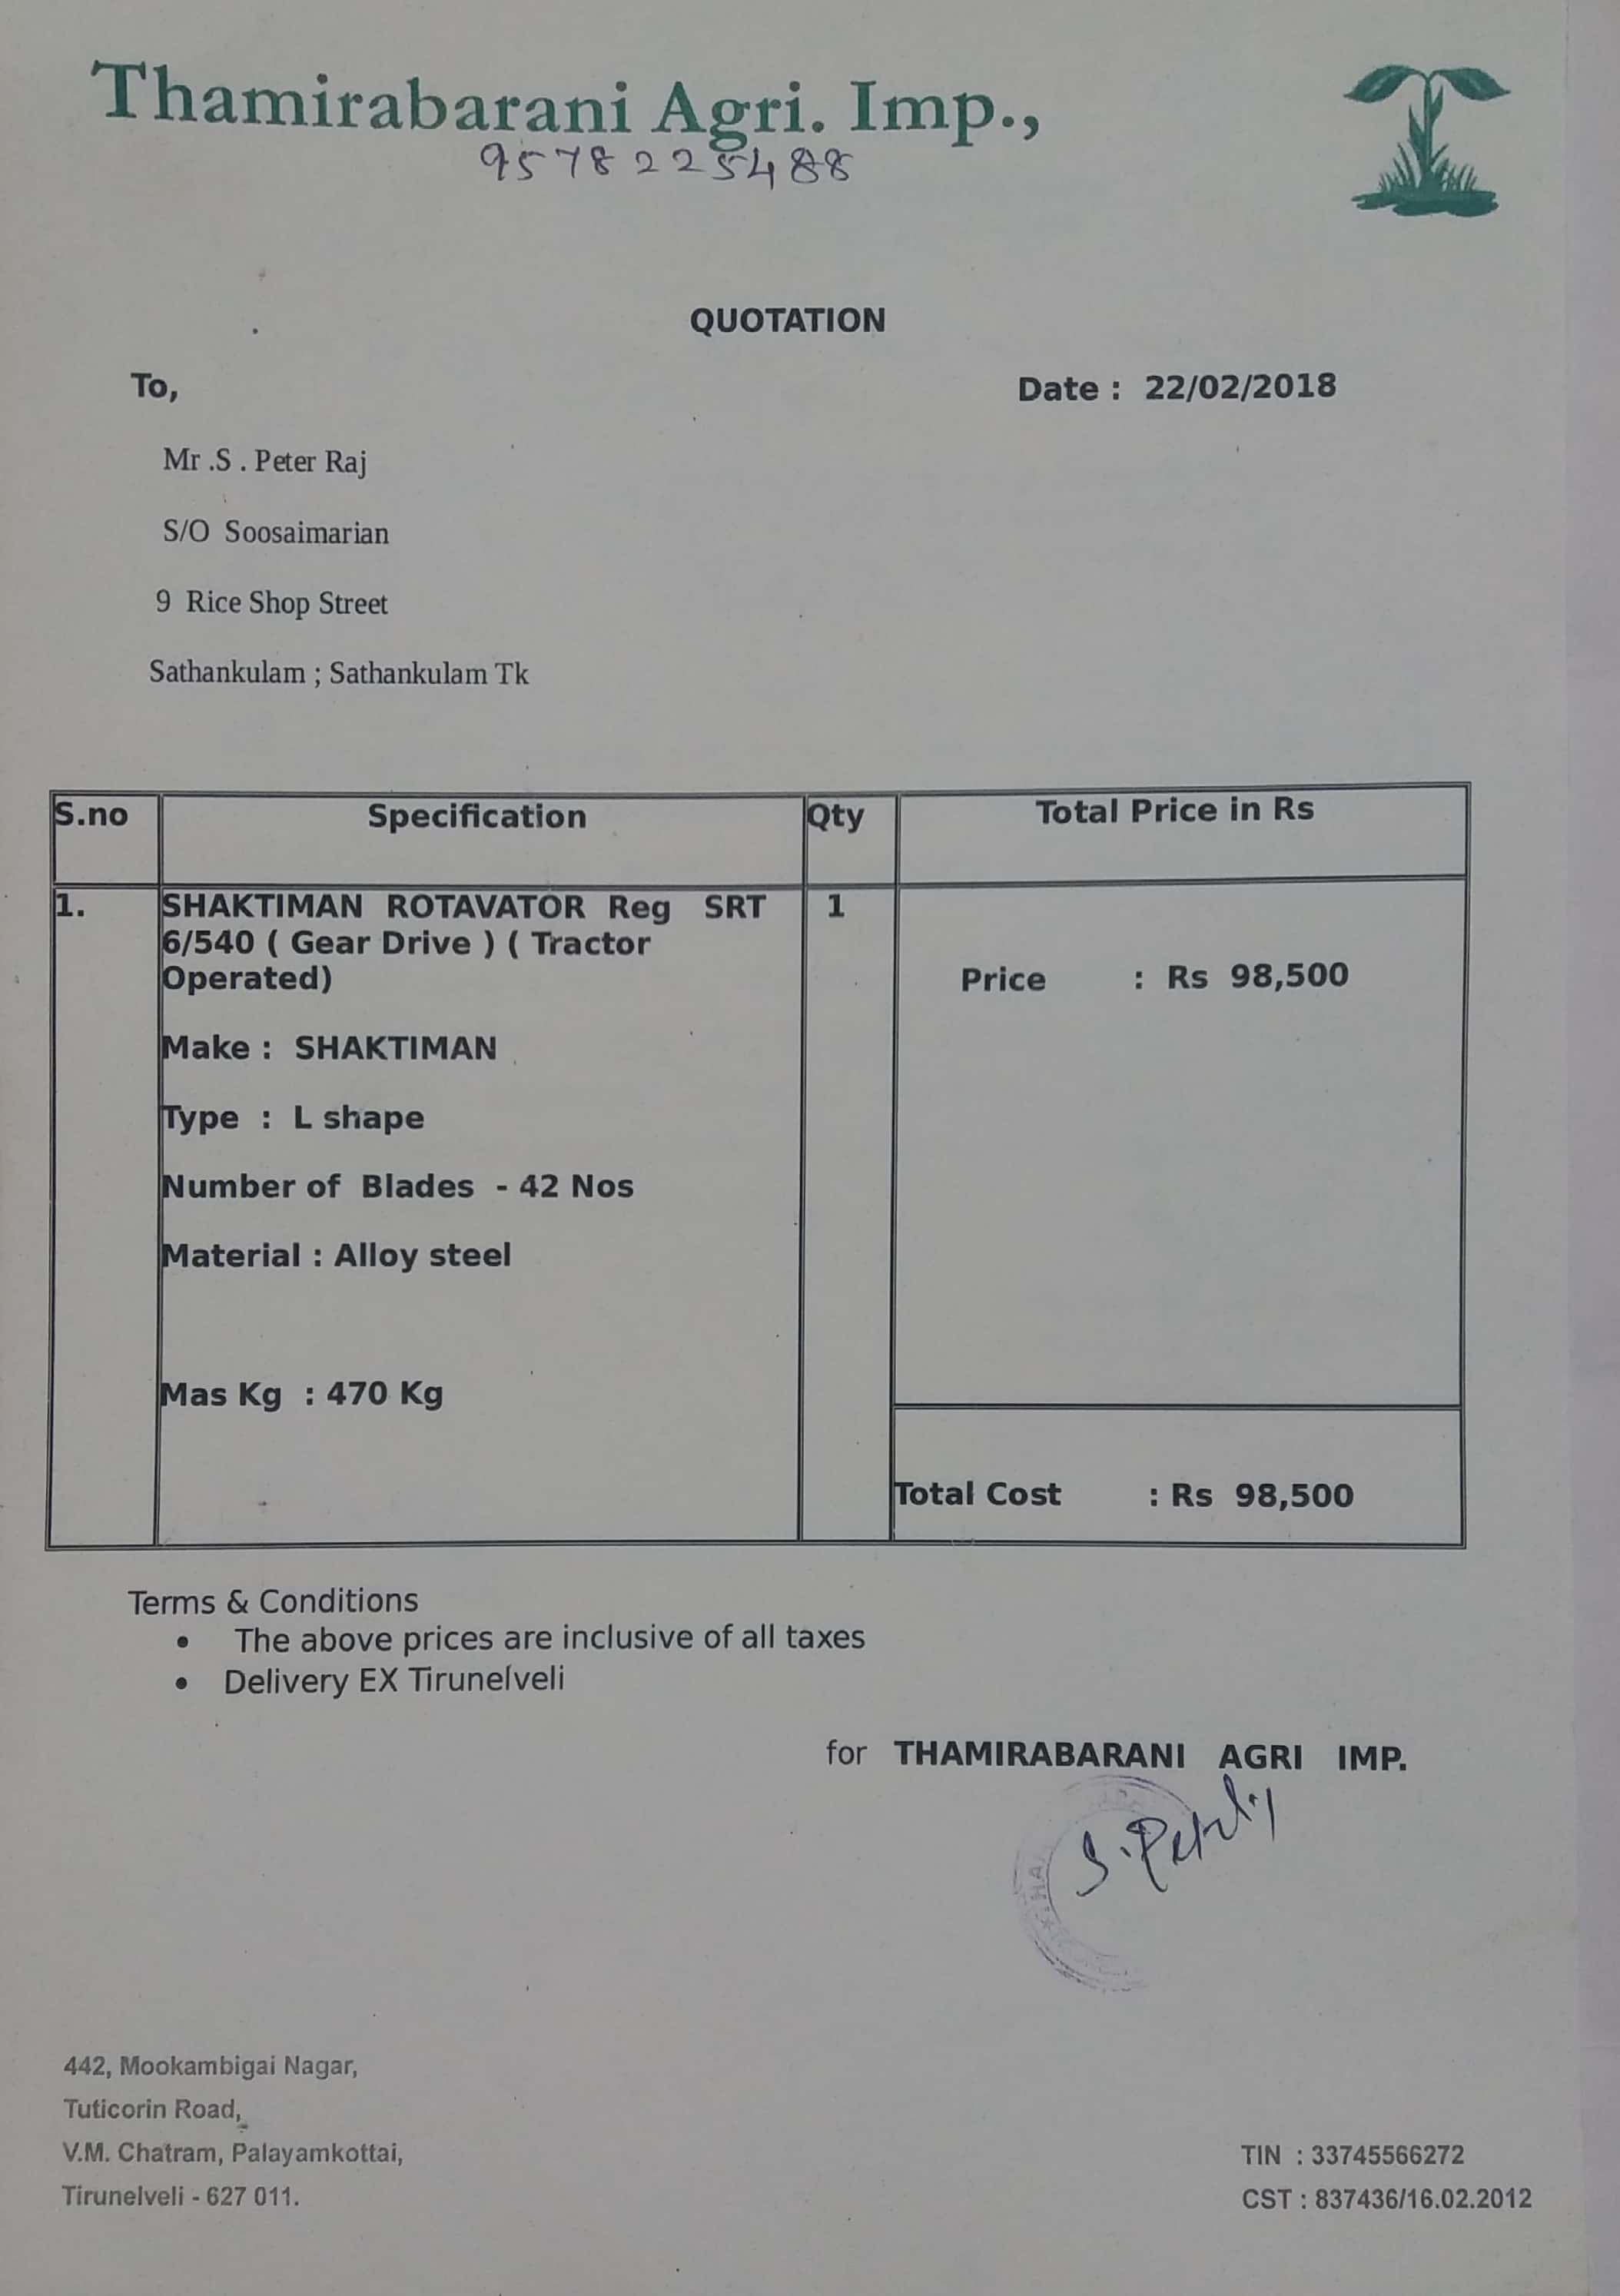 Thamirabarani Agri. Imp.,
9578225488
QUOTATION
To,
Date : 22/02/2018
Mr .S . Peter Raj
S/O Soosaimarian
9 Rice Shop Street
Sathankulam ; Sathankulam Tk
S.no Specification Qty Total Price in Rs
1. SHAKTIMAN ROTAVATOR Reg SRT 1
6/540 ( Gear Drive ) ( Tractor
Operated)
Price : Rs 98,500
Make : SHAKTIMAN
Type : L shape
Number of Blades - 42 Nos
Material : Alloy steel
Mas Kg : 470 Kg
Total Cost : Rs 98,500
Terms & Conditions
• The above prices are inclusive of all taxes
• Delivery EX Tirunelveli
for THAMIRABARANI AGRI IMP.
442, Mookambigai Nagar,
Tuticorin Road,
V.M. Chatram, Palayamkottai,
Tirunelveli - 627 011.
TIN : 33745566272
CST : 837436/16.02.2012